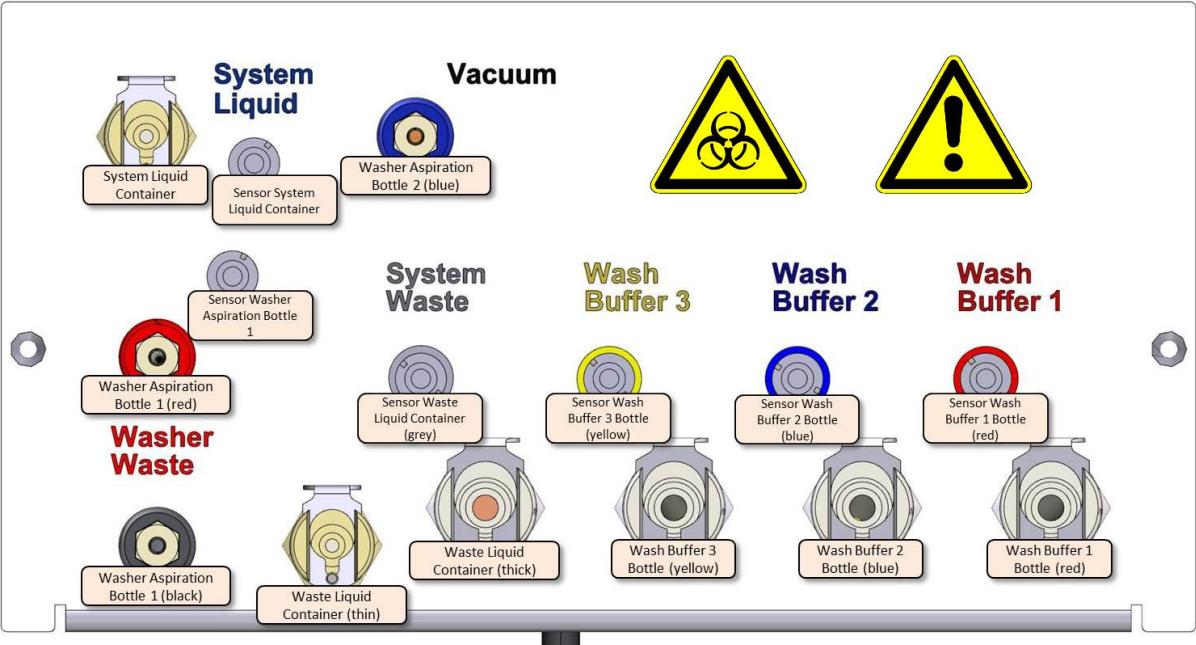 System
Liquid
Vacuum
System Liquid
Container
Sensor System
Liquid Container
Washer Aspiration
Bottle 2 (blue)
Sensor Washer
Aspiration Bottle
1
Washer Aspiration
Bottle 1 (red)
Washer
Waste
Washer Aspiration
Bottle 1 (black)
Waste Liquid
Container (thin)
System
Waste
Sensor Waste
Liquid Container
(grey)
Waste Liquid
Container (thick)
Wash
Buffer 3
Sensor Wash
Buffer 3 Bottle
(yellow)
Wash Buffer 3
Bottle (yellow)
Wash
Buffer 2
Sensor Wash
Buffer 2 Bottle
(blue)
Wash Buffer 2
Bottle (blue)
Wash
Buffer 1
Sensor Wash
Buffer 1 Bottle
(red)
Wash Buffer 1
Bottle (red)